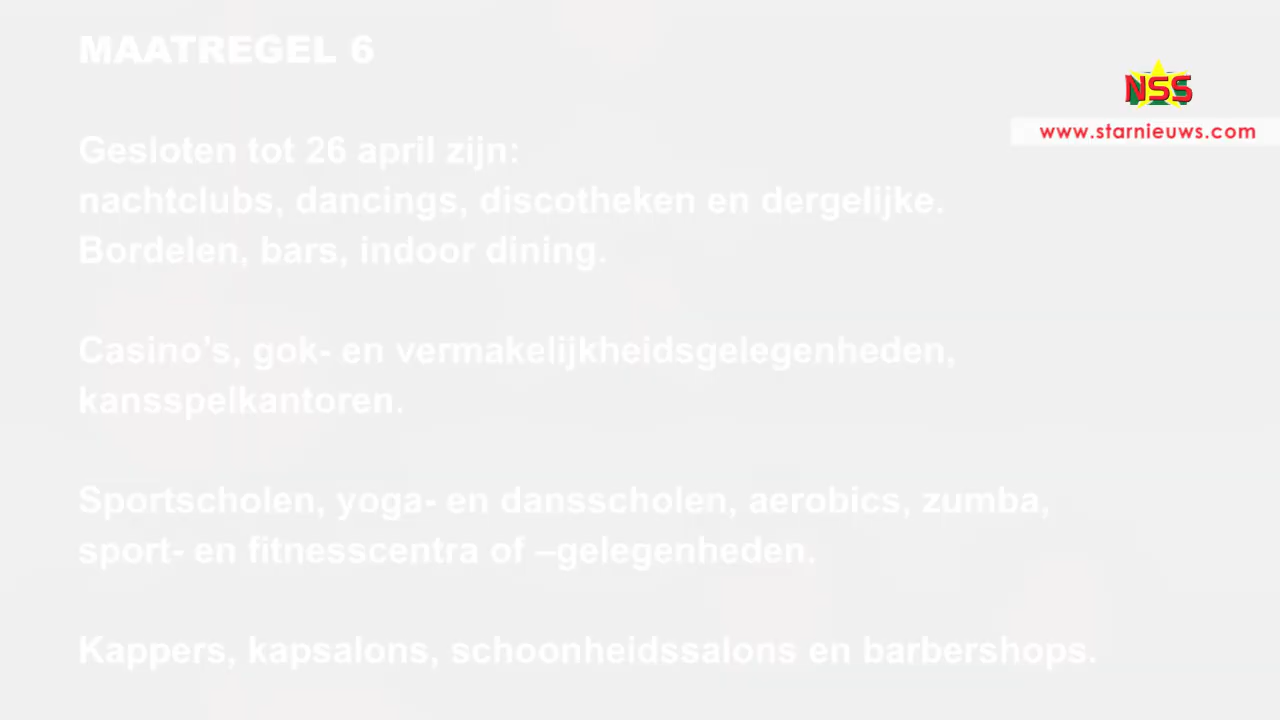 MAATREGEL 6
NSS
www.starnieuws.com
Gesloten tot 26 april zijn:
nachtclubs, dancings, discotheken en dergelijke.
Bordelen, bars, indoor dining.
Casino's, gok- en vermakelijkheidsgelegenheden,
kansspelkantoren.
Sportscholen, yoga- en dansscholen, aerobics, zumba,
sport- en fitnesscentra of –gelegenheden.
Kappers, kapsalons, schoonheidssalons en barbershops.